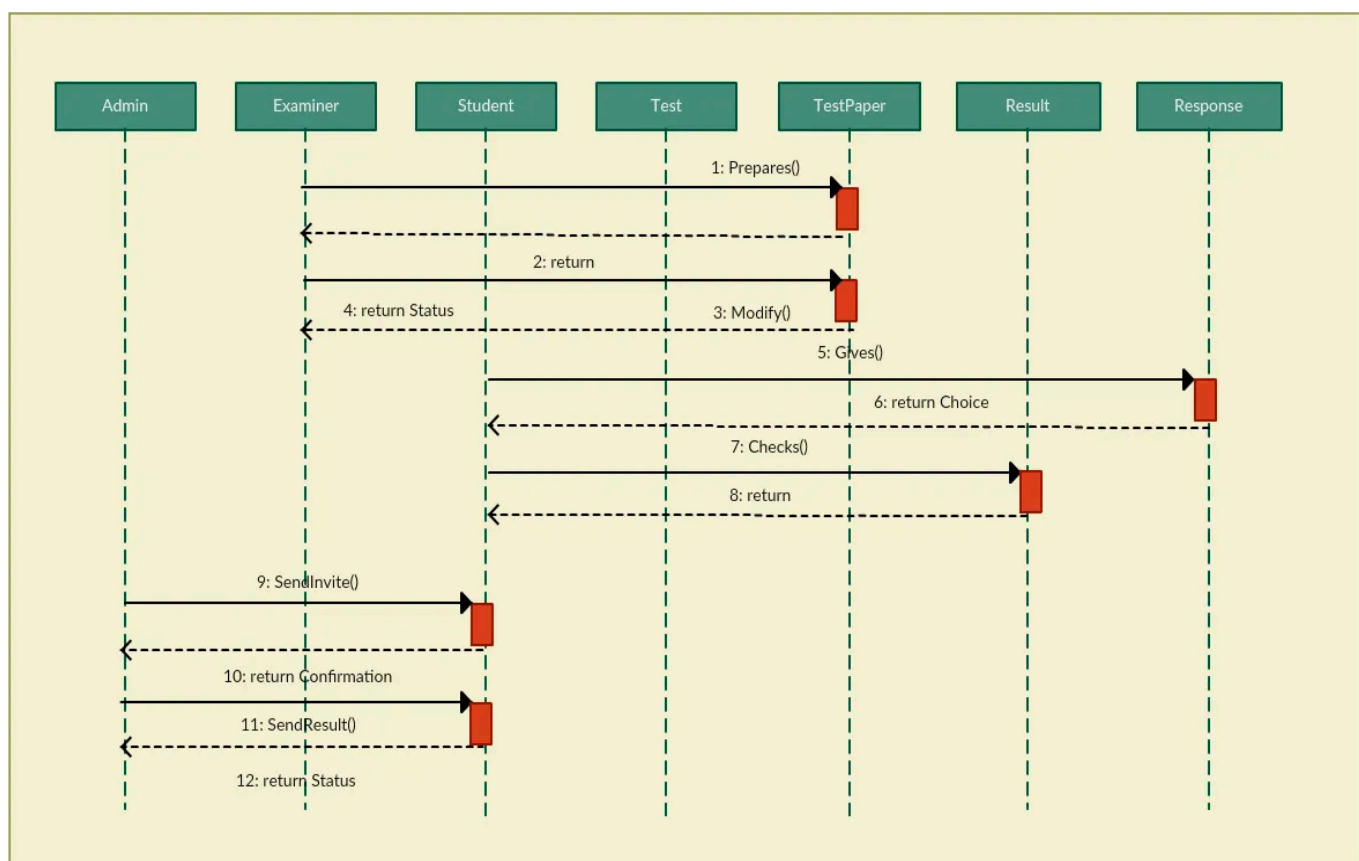 Admin
Examiner
Student
Test
TestPaper
Result
Response
1: Prepares()
2: return
4: return Status
3: Modify()
5: Gives()
6: return Choice
7: Checks()
8: return
9: SendInvite()
10: return Confirmation
11: SendResult()
12: return Status